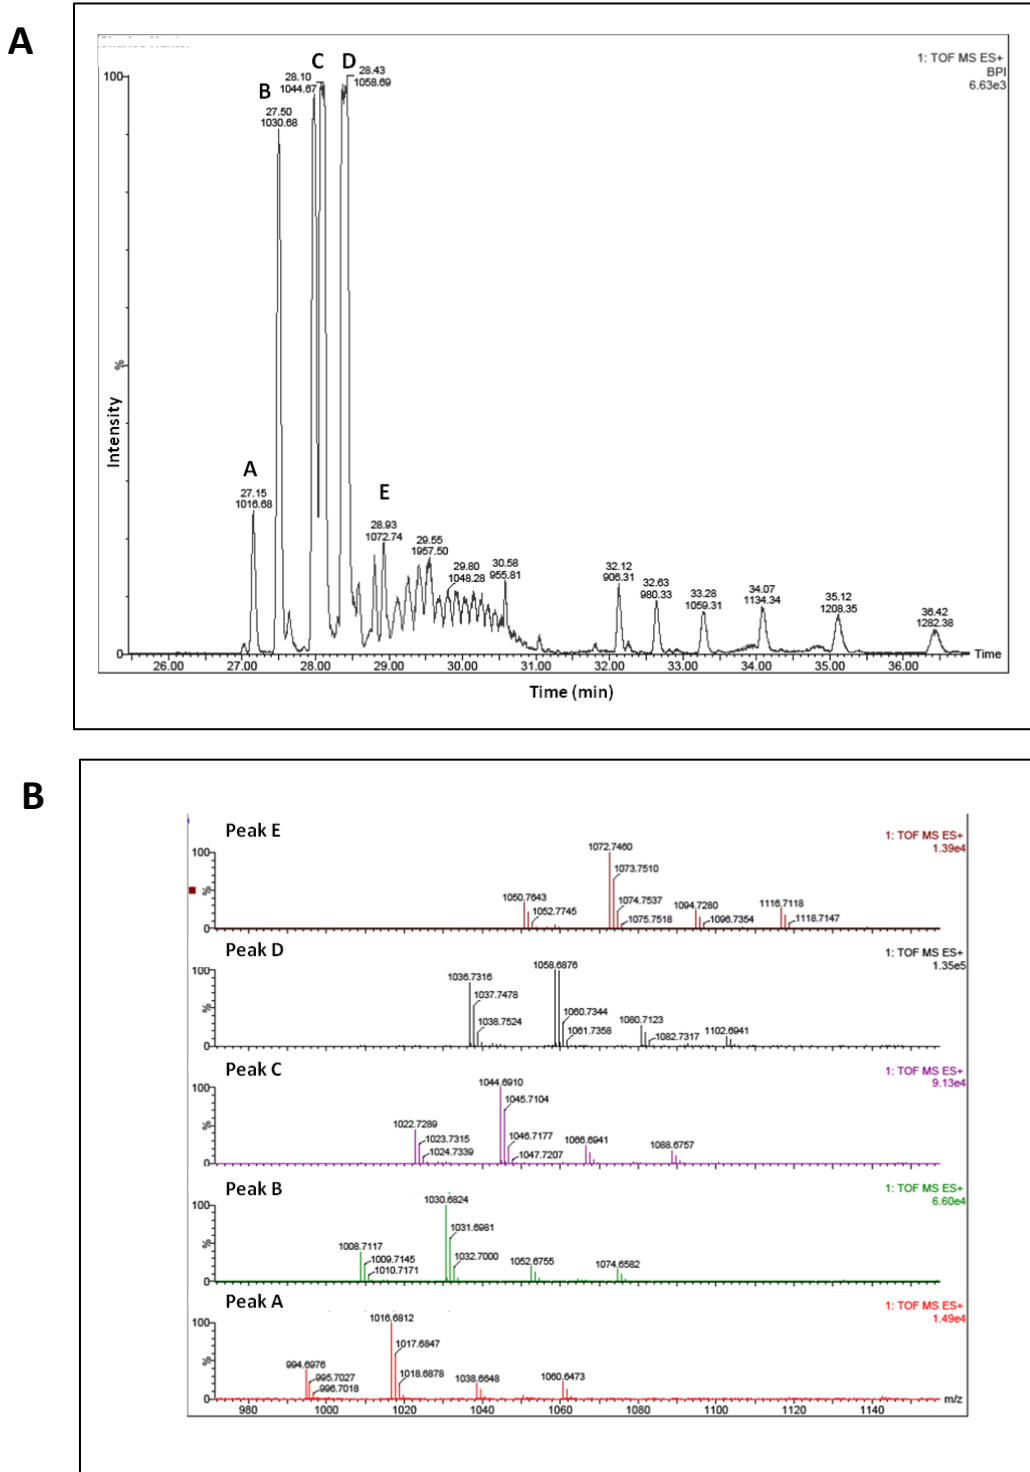 A
1: TOF MS ES+
BPI
6.63e3
C
D
28.10
1044.67
28.43
1058.69
100
B
27.50
1030.68
%
Intensity
A
27.15
1016.68
E
28.93
1072.74
29.55
1957.50
29.80
1048.28
30.58
955.81
32.12
906.31
32.63
980.33
33.28
1059.31
34.07
1134.34
35.12
1208.35
36.42
1282.38
0
Time
26.00 27.00 28.00 29.00 30.00 31.00 32.00 33.00 34.00 35.00 36.00
Time (min)
B
Peak E
1: TOF MS ES+
1.39e4
100
%
0
1050.7643
1052.7745
1072.7460
1073.7510
1074.7537
1075.7518
1094.7280
1096.7354
1116.7118
1118.7147
Peak D
1: TOF MS ES+
1.35e5
100
%
0
1036.7316
1037.7478
1038.7524
1058.6876
1060.7344
1061.7358
1080.7123
1082.7317
1102.6941
Peak C
1: TOF MS ES+
9.13e4
100
%
0
1022.7289
1023.7315
1024.7339
1044.6910
1045.7104
1046.7177
1047.7207
1066.6941
1088.6757
Peak B
1: TOF MS ES+
6.60e4
100
%
0
1008.7117
1009.7145
1010.7171
1030.6824
1031.6981
1032.7000
1052.6755
1074.6582
Peak A
1: TOF MS ES+
1.49e4
100
%
0
994.6976
995.7027
996.7018
1016.6812
1017.6847
1018.6878
1038.6648
1060.6473
m/z
980 1000 1020 1040 1060 1080 1100 1120 1140